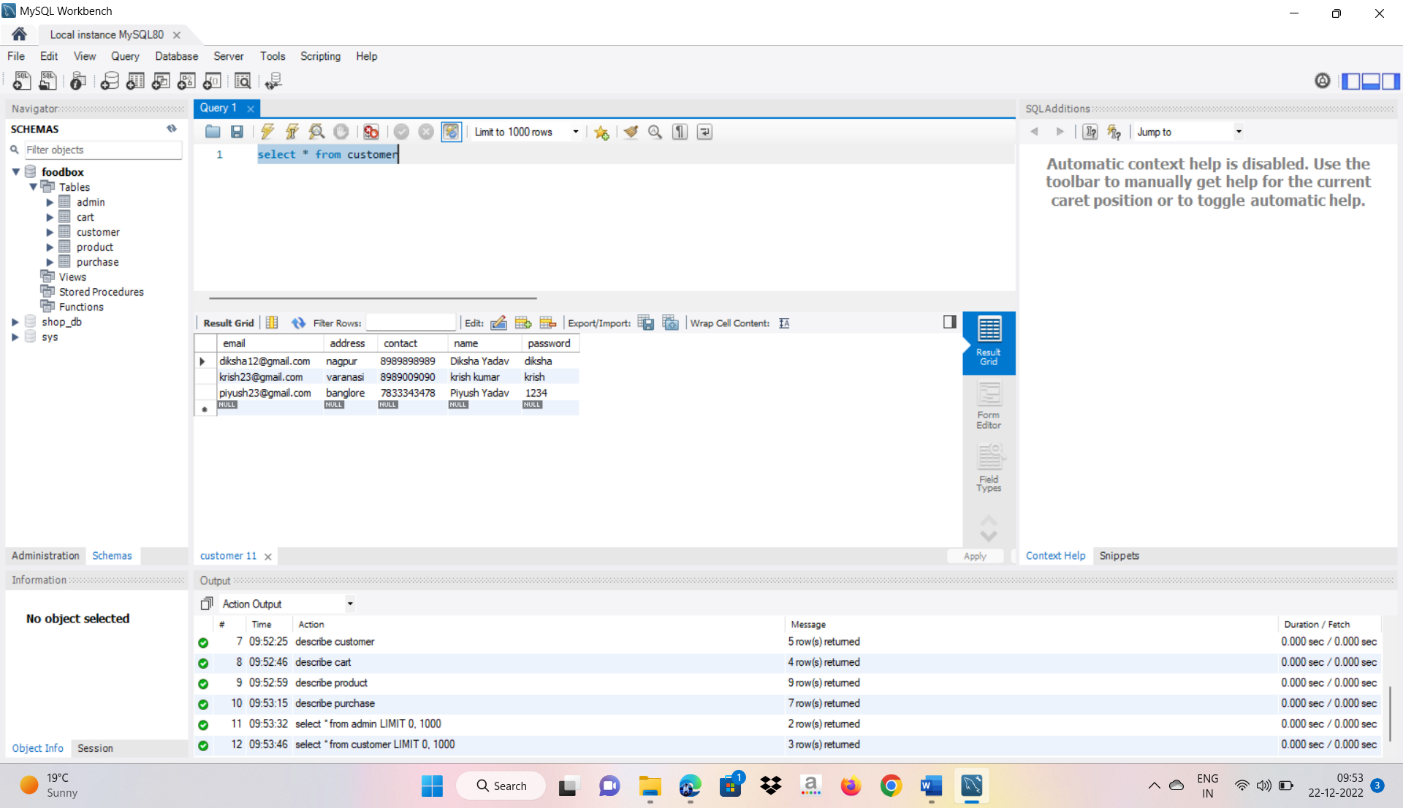 MySQL Workbench
Local instance MySQL80
File Edit View Query Database Server Tools Scripting Help
Navigator
SCHEMAS
Filter objects
foodbox
Tables
admin
cart
customer
product
purchase
Views
Stored Procedures
Functions
shop_db
sys
Administration Schemas
Information
No object selected
Object Info Session
Query 1
Limit to 1000 rows
1 select * from customer
Result Grid Filter Rows: Edit: Export/Import: Wrap Cell Content:
email address contact name password
diksha12@gmail.com nagpur 8989898989 Diksha Yadav diksha
krish23@gmail.com varanasi 8989009090 krish kumar krish
piyush23@gmail.com banglore 7833343478 Piyush Yadav 1234
NULL NULL NULL NULL NULL
Result
Grid
Form
Editor
Field
Types
customer 11
Apply
SQLAdditions
Jump to
Automatic context help is disabled. Use the
toolbar to manually get help for the current
caret position or to toggle automatic help.
Context Help Snippets
Output
Action Output
# Time Action Message Duration / Fetch
7 09:52:25 describe customer 5 row(s) returned 0.000 sec / 0.000 sec
8 09:52:46 describe cart 4 row(s) returned 0.000 sec / 0.000 sec
9 09:52:59 describe product 9 row(s) returned 0.000 sec / 0.000 sec
10 09:53:15 describe purchase 7 row(s) returned 0.000 sec / 0.000 sec
11 09:53:32 select * from admin LIMIT 0, 1000 2 row(s) returned 0.000 sec / 0.000 sec
12 09:53:46 select * from customer LIMIT 0, 1000 3 row(s) returned 0.000 sec / 0.000 sec
19°C
Sunny
Search
1
ENG
IN
09:53
22-12-2022
3